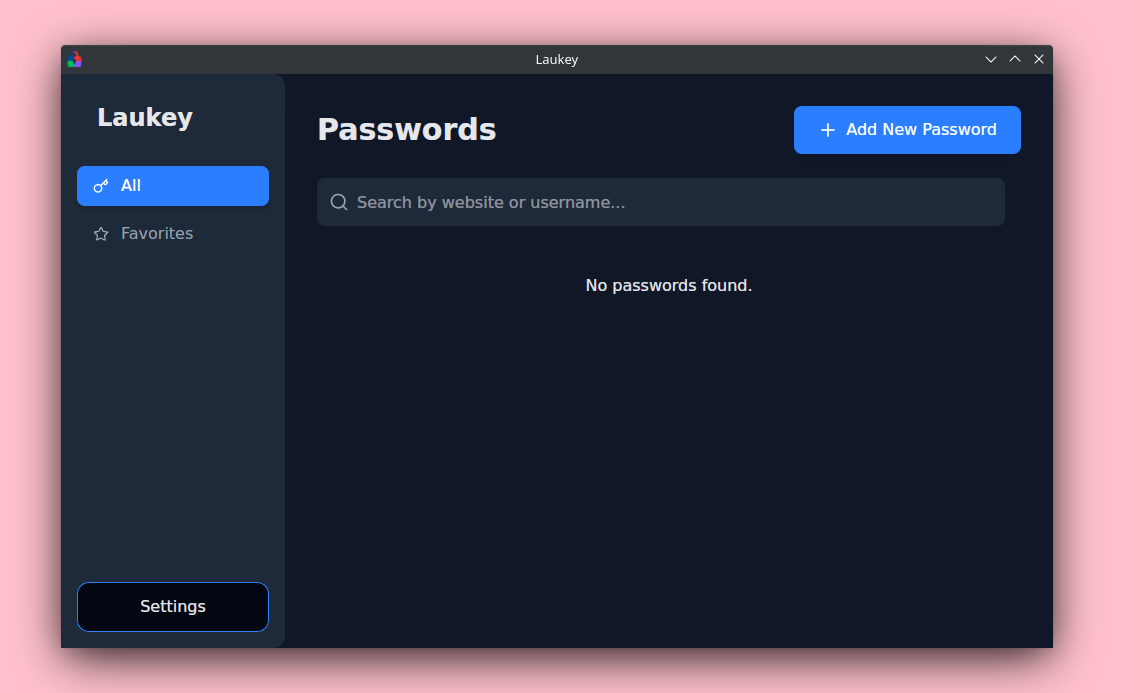 Laukey
Laukey
All
Favorites
Settings
Passwords
Add New Password
Search by website or username...
No passwords found.